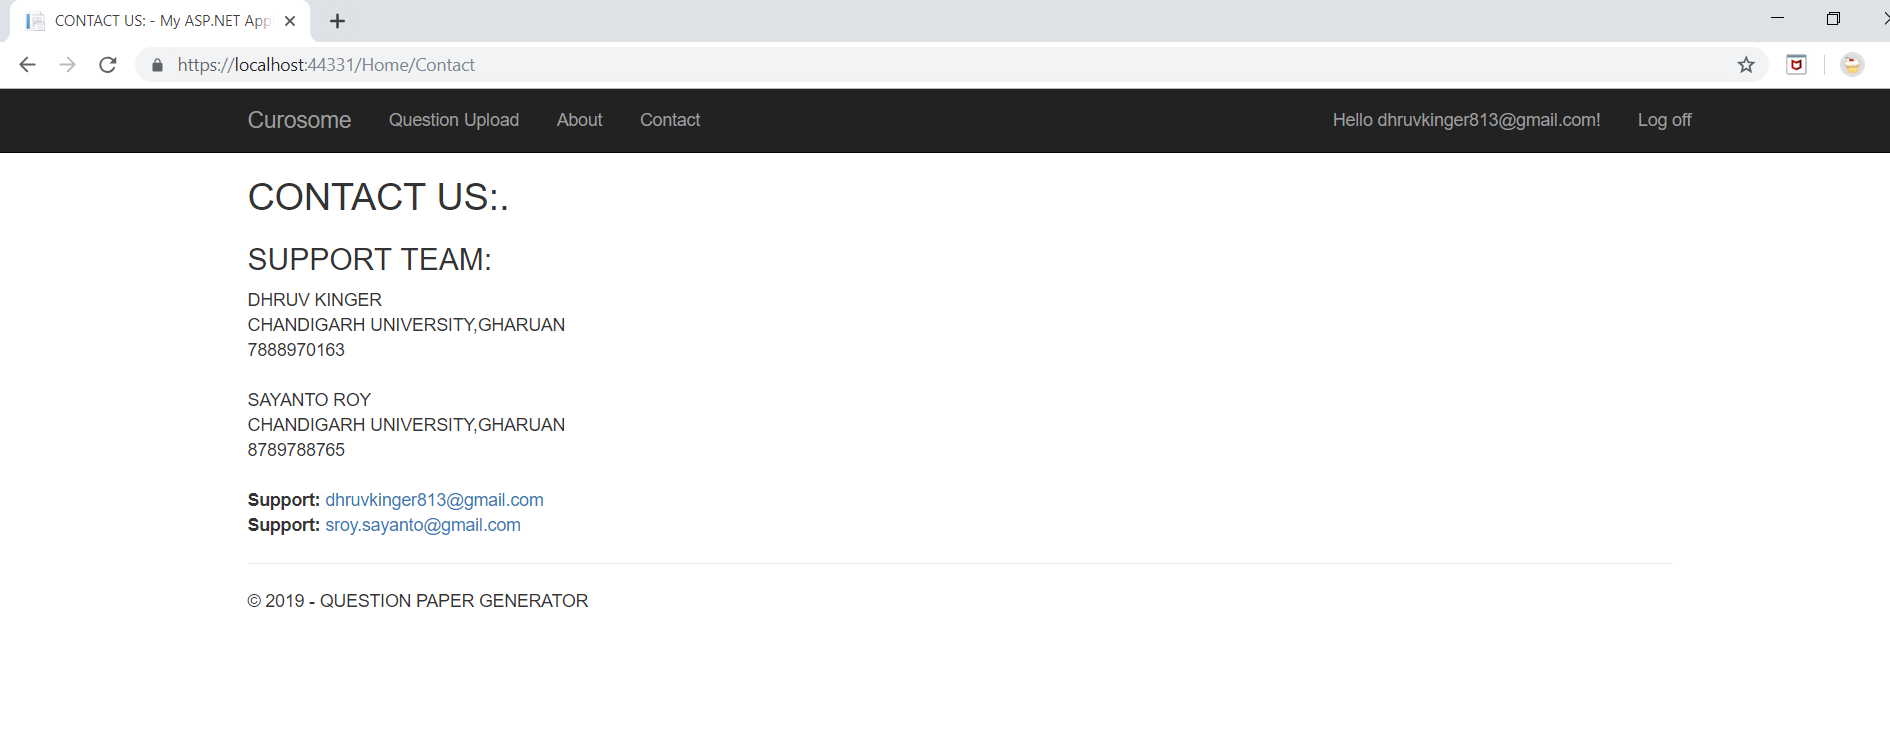 CONTACT US: - My ASP.NET App
https://localhost:44331/Home/Contact
Curosome Question Upload About Contact Hello dhruvkinger813@gmail.com! Log off
CONTACT US:.
SUPPORT TEAM:
DHRUV KINGER
CHANDIGARH UNIVERSITY,GHARUAN
7888970163
SAYANTO ROY
CHANDIGARH UNIVERSITY,GHARUAN
8789788765
Support: dhruvkinger813@gmail.com
Support: sroy.sayanto@gmail.com
© 2019 - QUESTION PAPER GENERATOR